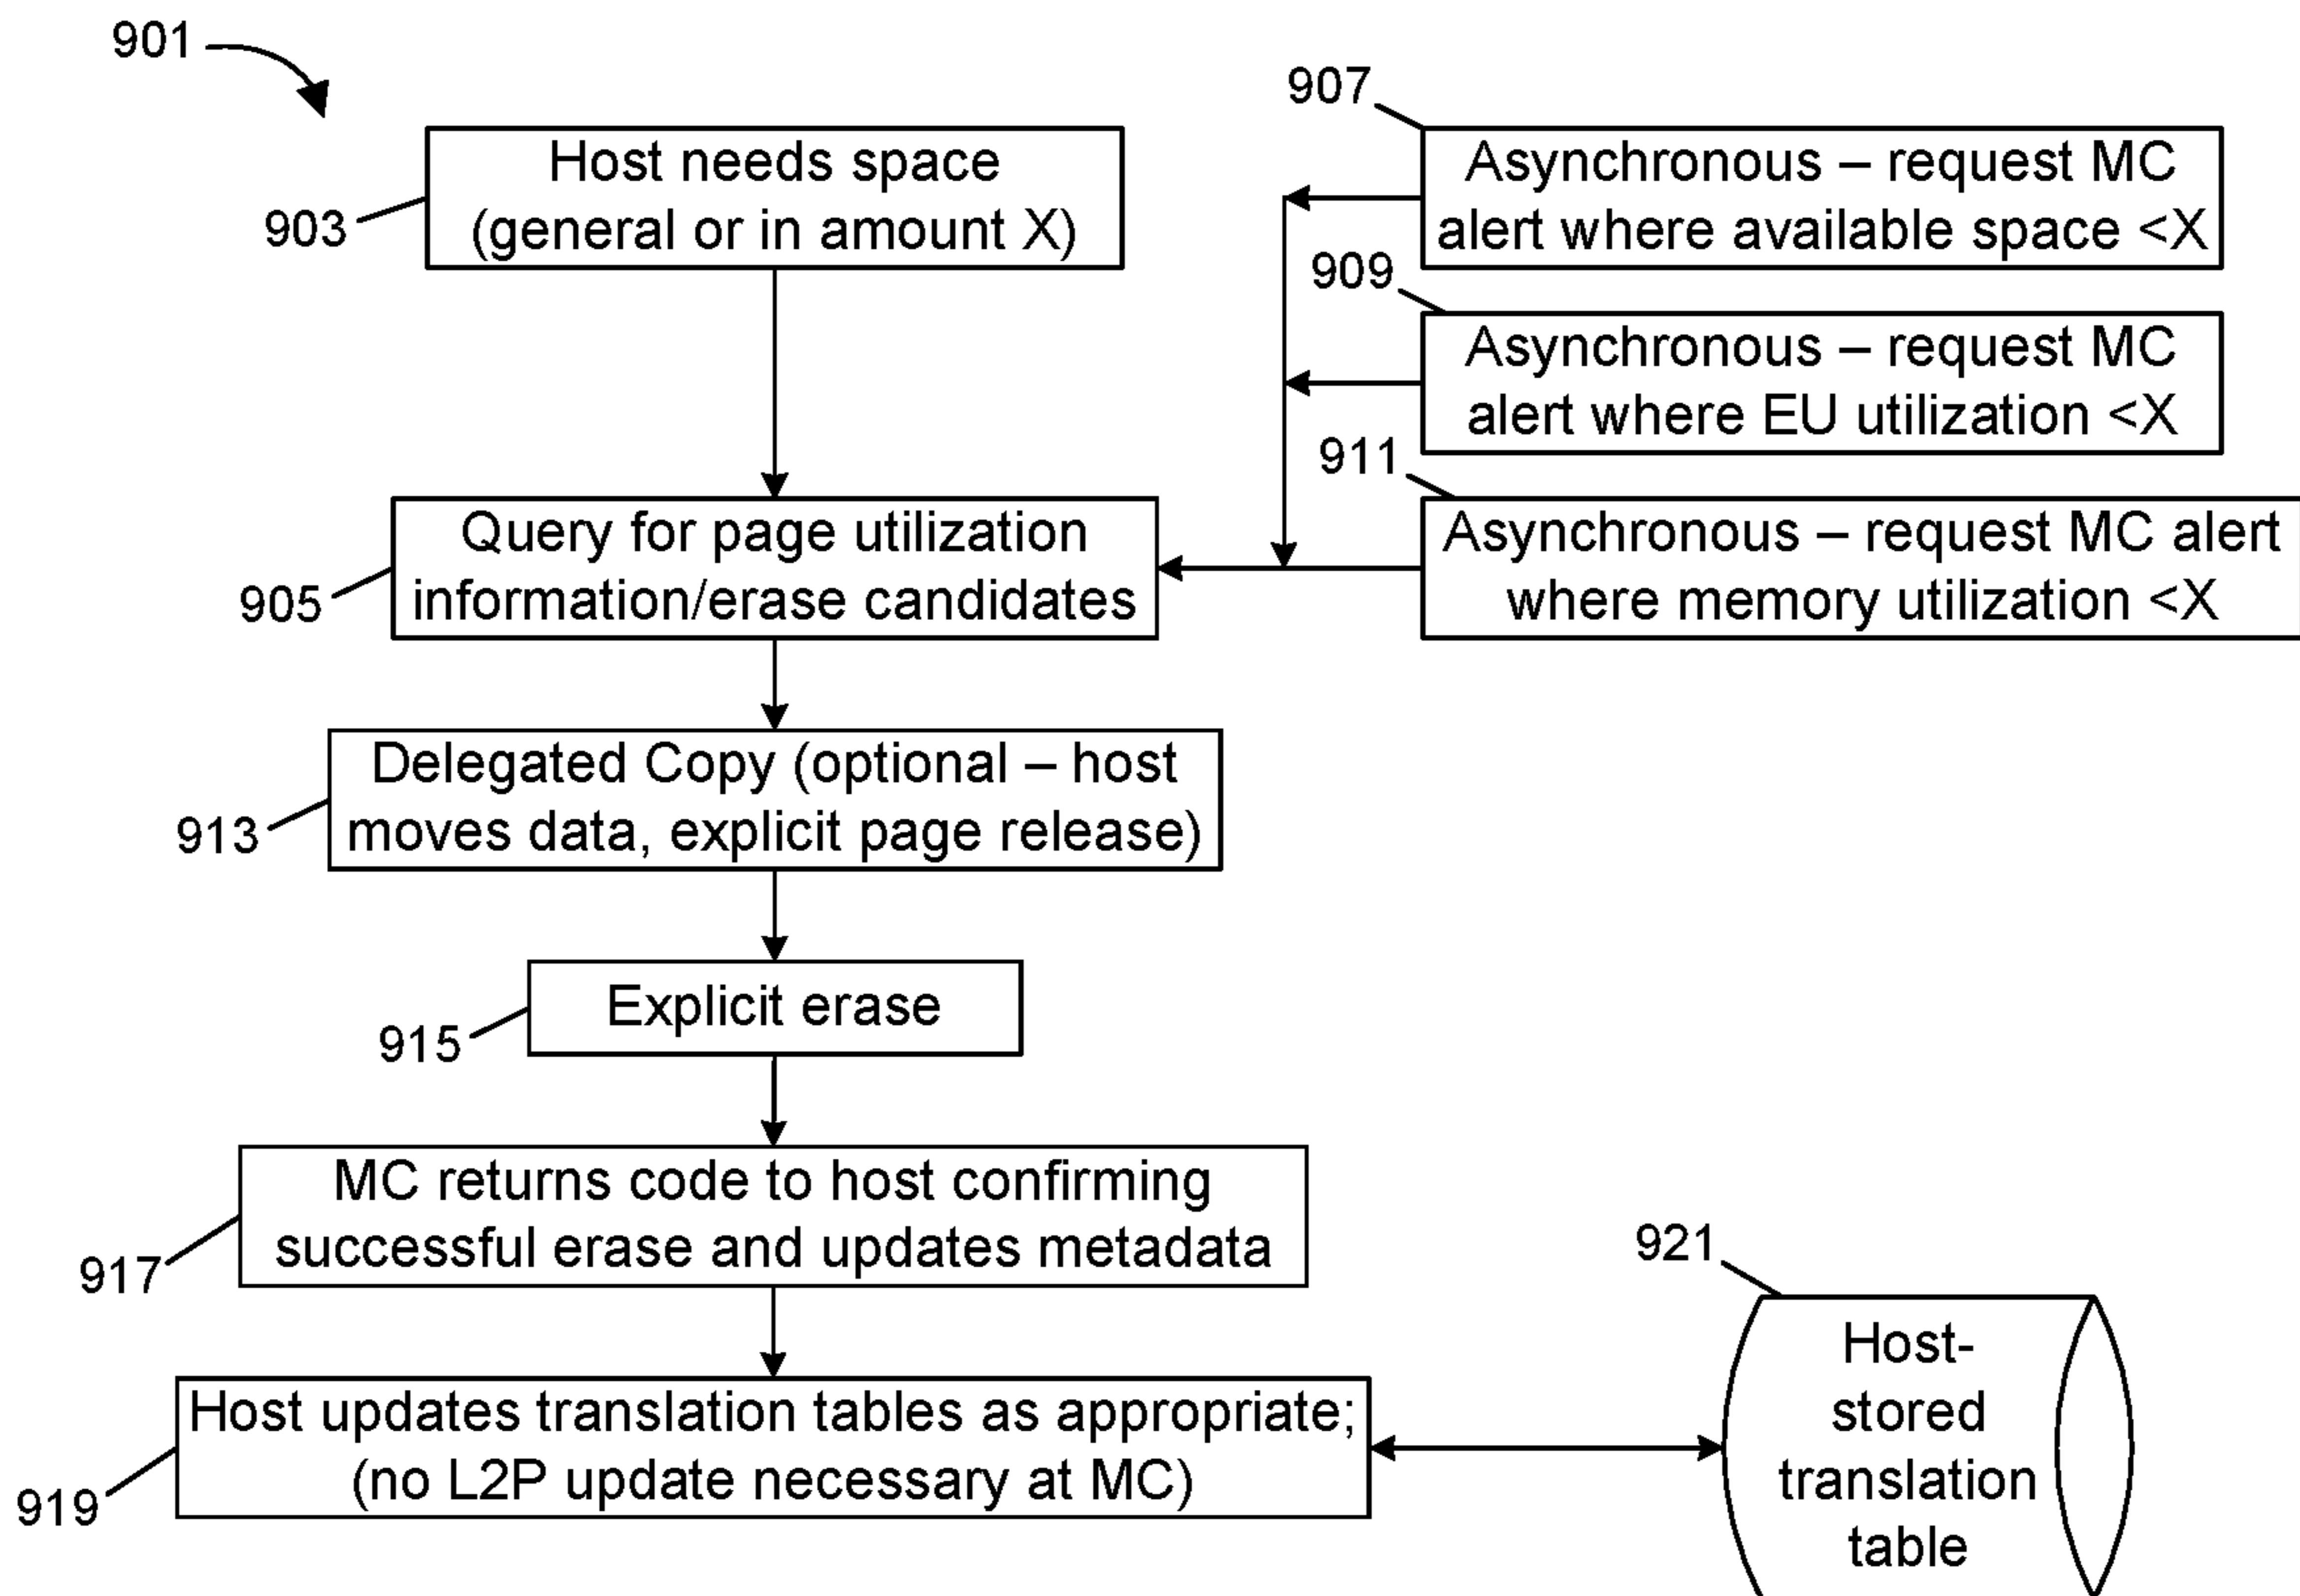 901
907
Host needs space
(general or in amount X)
903
Asynchronous – request MC
alert where available space <X
909
Asynchronous – request MC
alert where EU utilization <X
911
Query for page utilization
information/erase candidates
905
Asynchronous – request MC alert
where memory utilization <X
Delegated Copy (optional – host
moves data, explicit page release)
913
Explicit erase
915
MC returns code to host confirming
successful erase and updates metadata
917
921
Host updates translation tables as appropriate;
(no L2P update necessary at MC)
919
Host-
stored
translation
table